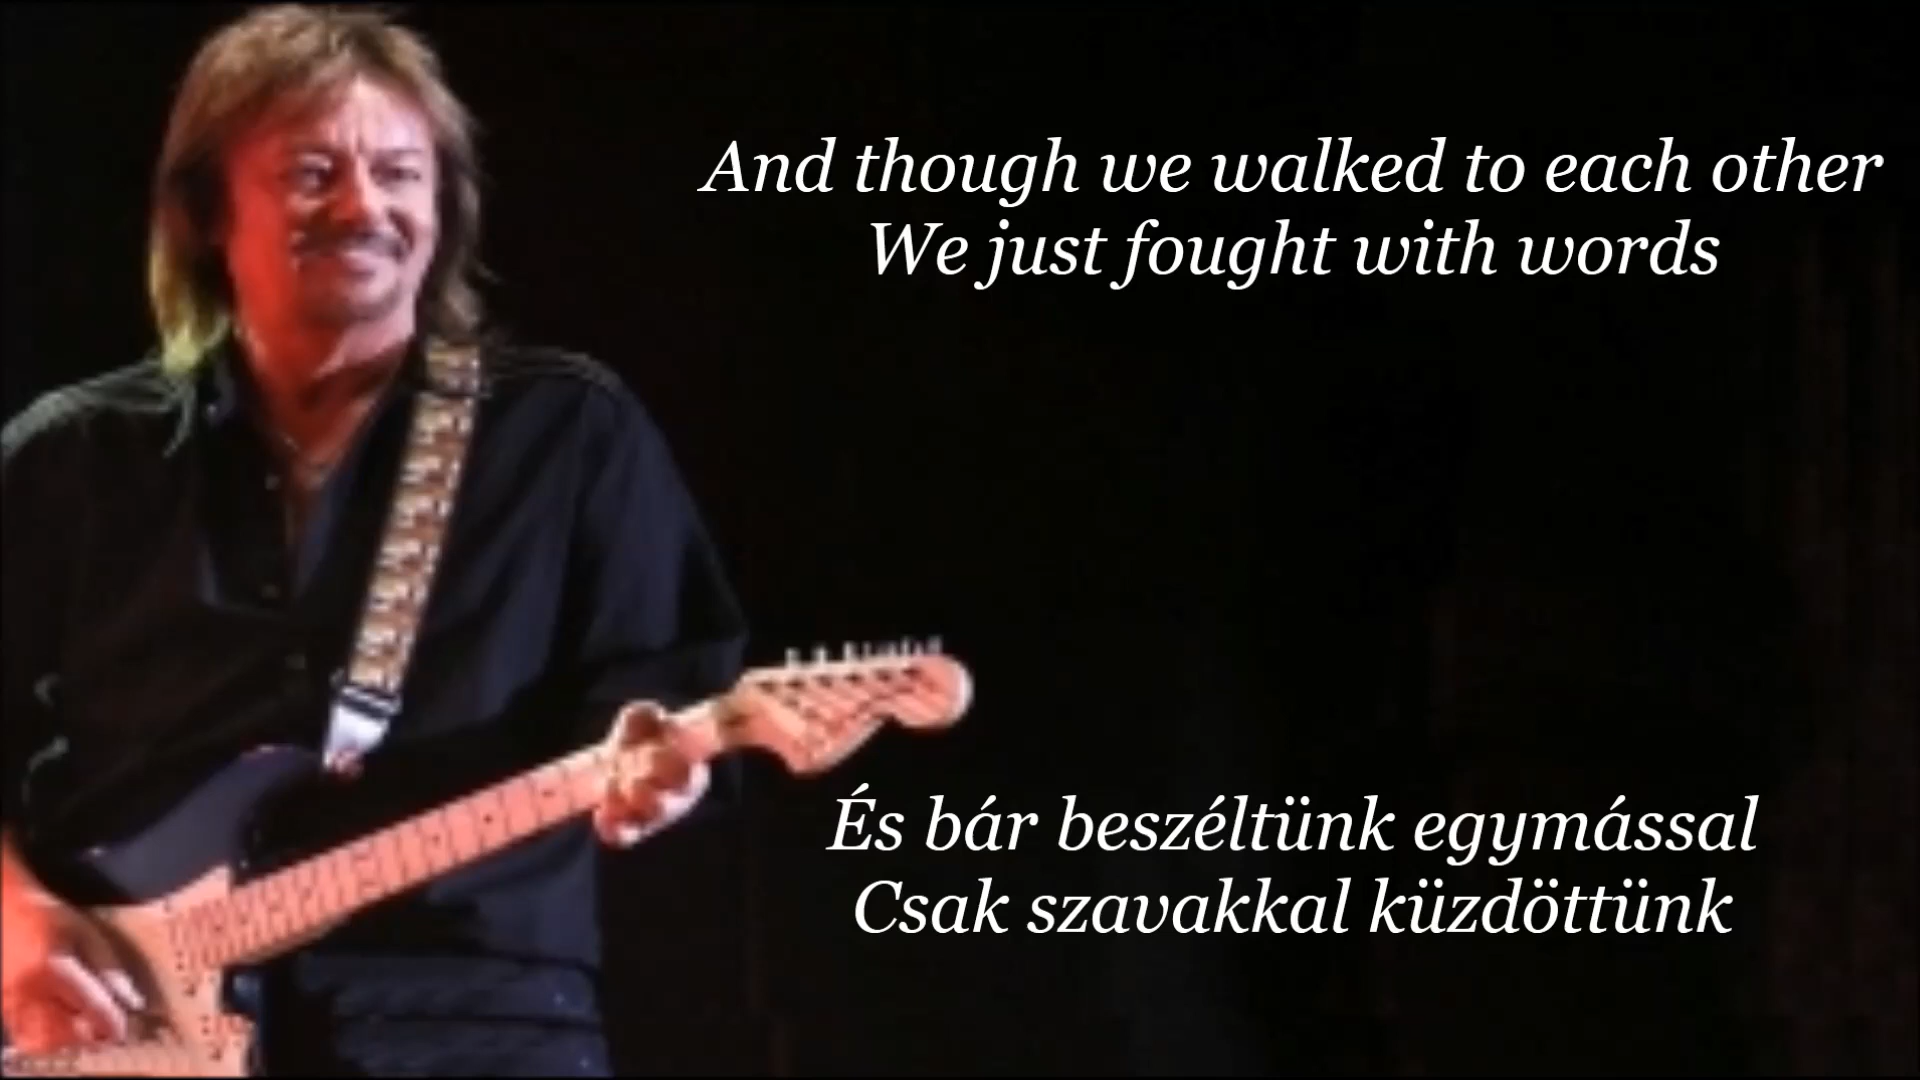 And though we walked to each other
We just fought with words
És bár beszéltünk egymással
Csak szavakkal küzdöttünk